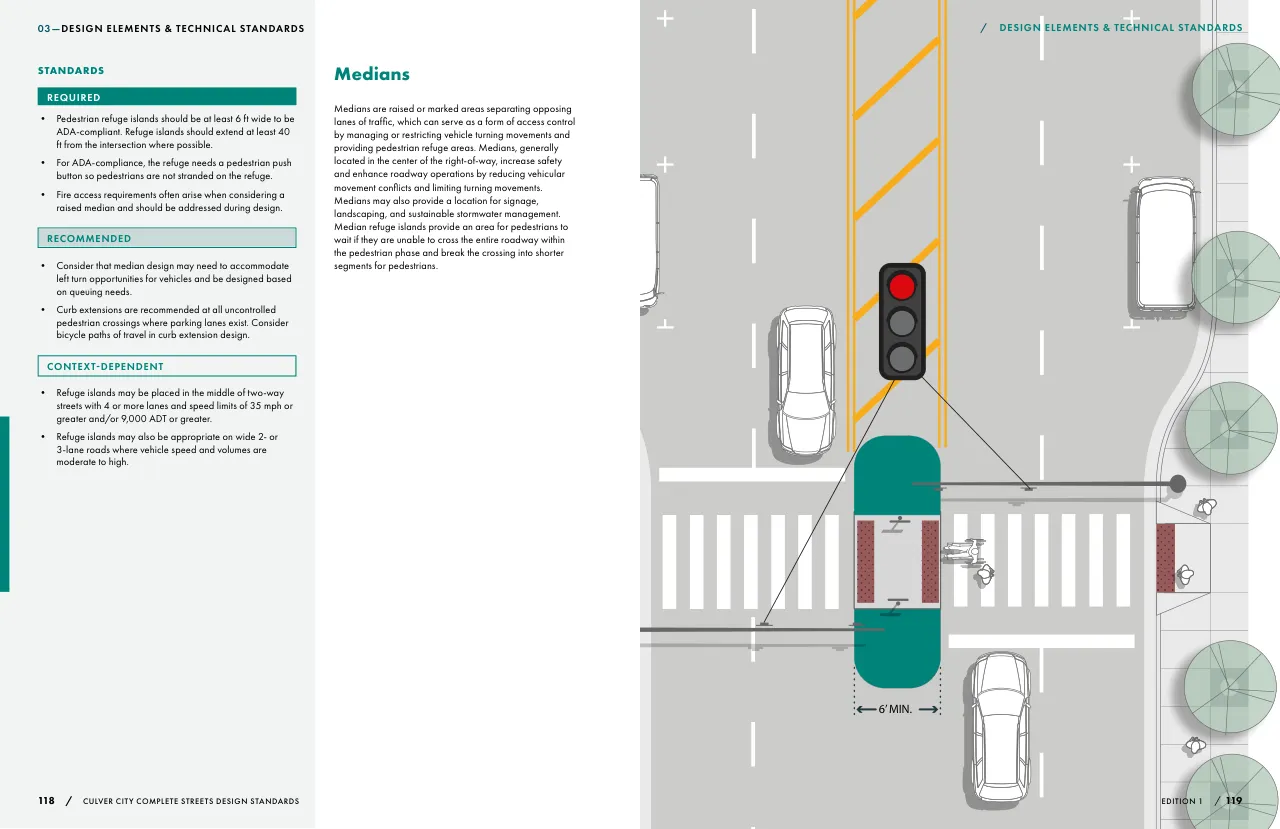 03—DESIGN ELEMENTS & TECHNICAL STANDARDS
STANDARDS
REQUIRED
• Pedestrian refuge islands should be at least 6 ft wide to be
ADA-compliant. Refuge islands should extend at least 40
ft from the intersection where possible.
• For ADA-compliance, the refuge needs a pedestrian push
button so pedestrians are not stranded on the refuge.
• Fire access requirements often arise when considering a
raised median and should be addressed during design.
RECOMMENDED
• Consider that median design may need to accommodate
left turn opportunities for vehicles and be designed based
on queuing needs.
• Curb extensions are recommended at all uncontrolled
pedestrian crossings where parking lanes exist. Consider
bicycle paths of travel in curb extension design.
CONTEXT-DEPENDENT
• Refuge islands may be placed in the middle of two-way
streets with 4 or more lanes and speed limits of 35 mph or
greater and/or 9,000 ADT or greater.
• Refuge islands may also be appropriate on wide 2- or
3-lane roads where vehicle speed and volumes are
moderate to high.
118 / CULVER CITY COMPLETE STREETS DESIGN STANDARDS
Medians
Medians are raised or marked areas separating opposing
lanes of traffic, which can serve as a form of access control
by managing or restricting vehicle turning movements and
providing pedestrian refuge areas. Medians, generally
located in the center of the right-of-way, increase safety
and enhance roadway operations by reducing vehicular
movement conflicts and limiting turning movements.
Medians may also provide a location for signage,
landscaping, and sustainable stormwater management.
Median refuge islands provide an area for pedestrians to
wait if they are unable to cross the entire roadway within
the pedestrian phase and break the crossing into shorter
segments for pedestrians.
/ DESIGN ELEMENTS & TECHNICAL STANDARDS
6' MIN.
EDITION 1 / 119